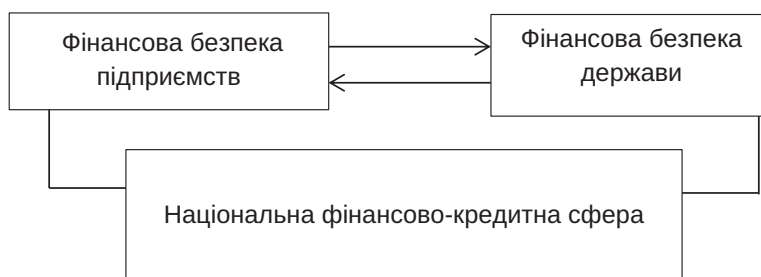 Фінансова безпека
підприємств
Фінансова безпека
держави
Національна фінансово-кредитна сфера